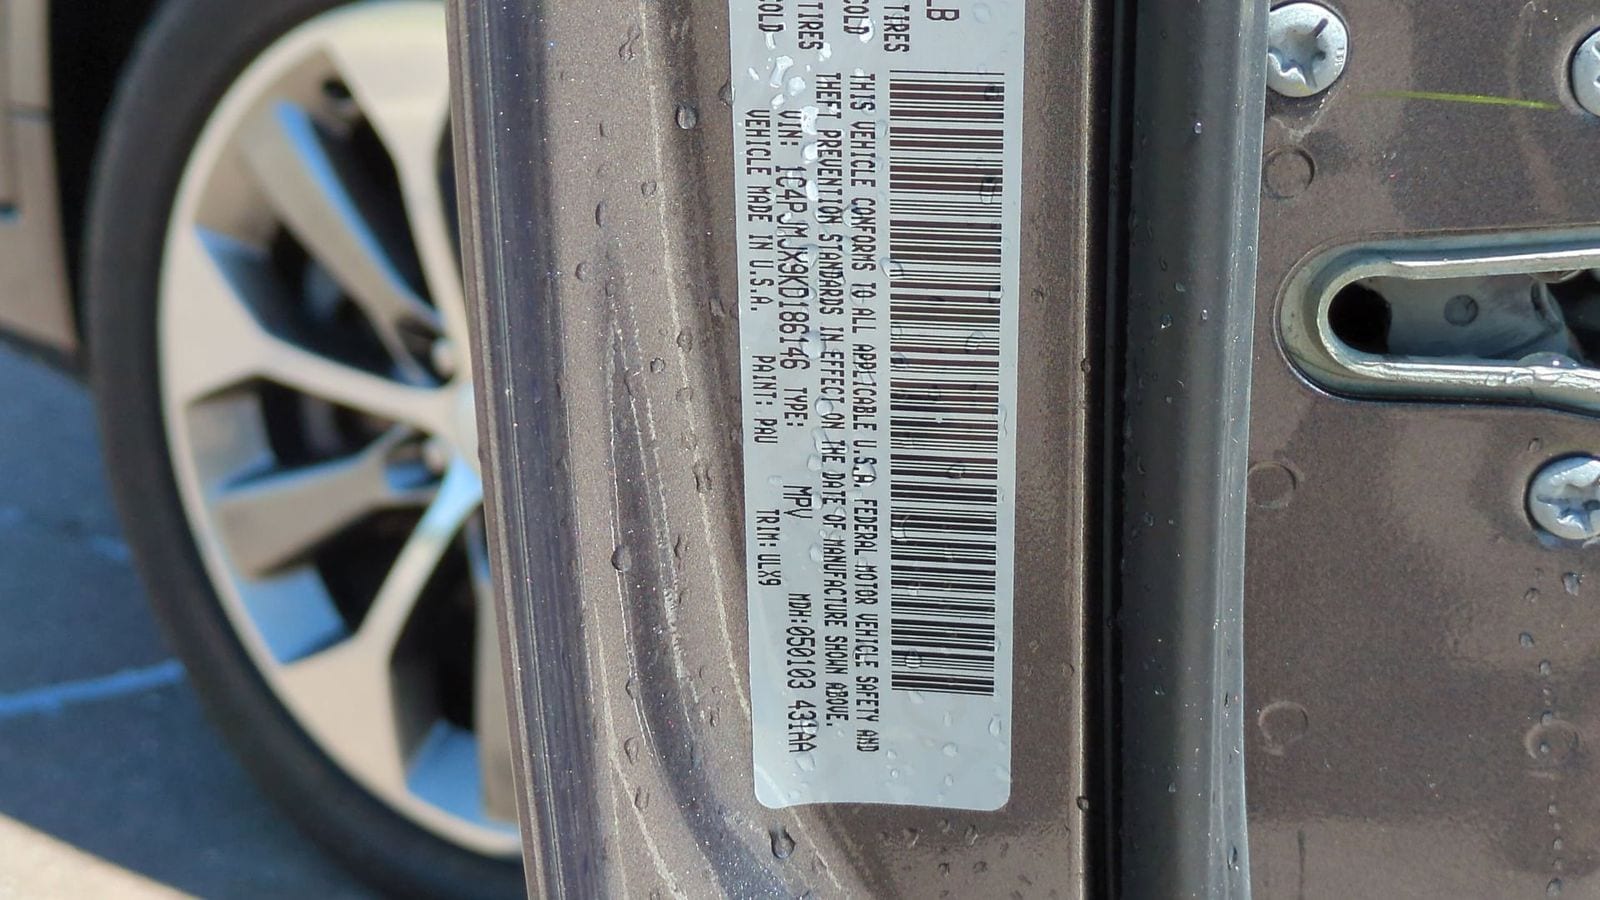 LB
TIRES
COLD
TIRES
COLD
THIS VEHICLE CONFORMS TO ALL APPLICABLE U.S.A. FEDERAL MOTOR VEHICLE SAFETY AND
THEFT PREVENTION STANDARDS IN EFFECT ON THE DATE OF MANUFACTURE SHOWN ABOVE.
VIN: 1C4PJMJX9KD186146 TYPE: MPV MDH:050103 431AA
VEHICLE MADE IN U.S.A. PAINT: PAU TRIM: ULX9